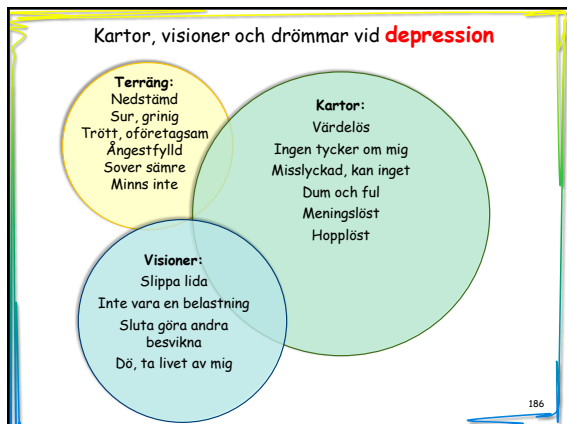 Kartor, visioner och drömmar vid depression
Terräng:
Nedstämd
Sur, grinig
Trött, oföretagsam
Ångestfylld
Sover sämre
Minns inte
Kartor:
Värdelös
Ingen tycker om mig
Misslyckad, kan inget
Dum och ful
Meningslöst
Hopplöst
Visioner:
Slippa lida
Inte vara en belastning
Sluta göra andra
besvikna
Dö, ta livet av mig
186